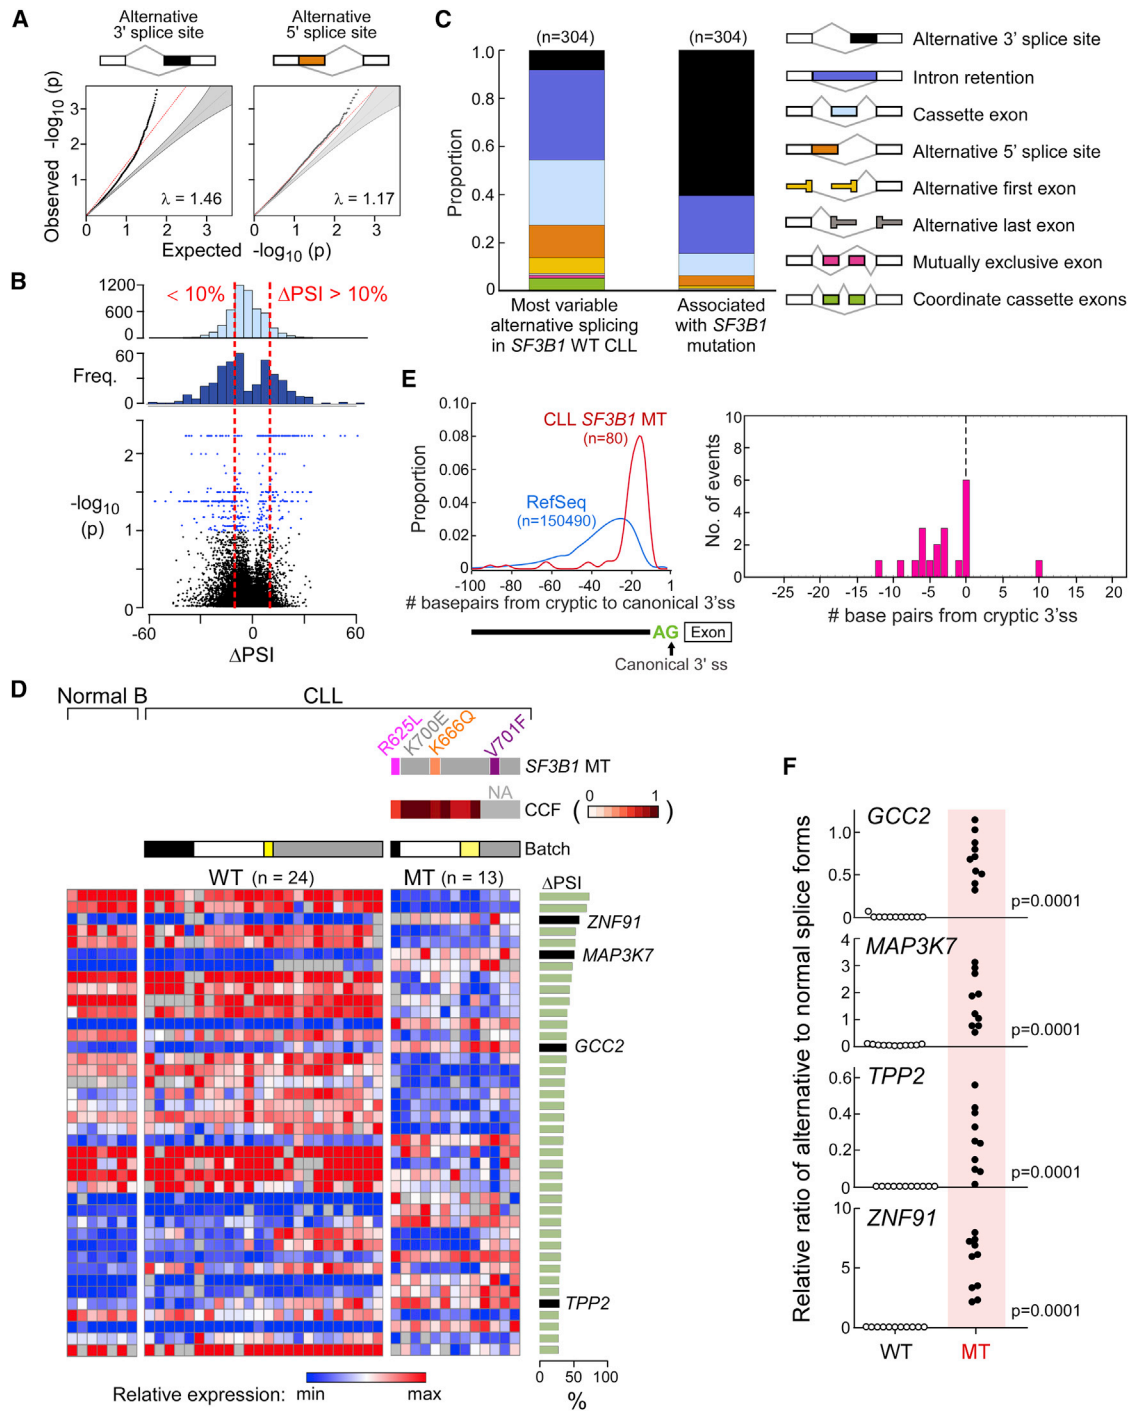 A
Alternative
3' splice site
Alternative
5' splice site
Observed -log10 (p)
3
2
1
λ = 1.46
λ = 1.17
0 1 2 3
0 1 2 3
Expected -log10 (p)
B
1200
600
0
< 10%
ΔPSI > 10%
60
Freq.
0
2
-log10
(p)
1
0
-60 0 60
ΔPSI
C
(n=304)
(n=304)
1.0
0.8
0.6
0.4
0.2
0
Proportion
Most variable
alternative splicing
in SF3B1 WT CLL
Associated
with SF3B1
mutation
Alternative 3' splice site
Intron retention
Cassette exon
Alternative 5' splice site
Alternative first exon
Alternative last exon
Mutually exclusive exon
Coordinate cassette exons
E
0.10
0.08
0.06
0.04
0.02
0
Proportion
CLL SF3B1 MT
(n=80)
RefSeq
(n=150490)
-100 -80 -60 -40 -20 -1
# basepairs from cryptic to canonical 3'ss
AG Exon
Canonical 3' ss
10
8
6
4
2
0
No. of events
-25 -20 -15 -10 -5 0 5 10 15 20
# base pairs from cryptic 3'ss
D
Normal B
CLL
R625L
K700E
K666Q
V701F
SF3B1 MT
NA
CCF
( 0 1 )
Batch
WT (n = 24)
MT (n = 13)
ΔPSI
ZNF91
MAP3K7
GCC2
TPP2
0 50 100
%
Relative expression: min max
F
Relative ratio of alternative to normal splice forms
GCC2
1.0
0.5
0
p=0.0001
MAP3K7
4
3
2
1
0
p=0.0001
TPP2
0.6
0.4
0.2
0
p=0.0001
ZNF91
10
5
0
p=0.0001
WT
MT